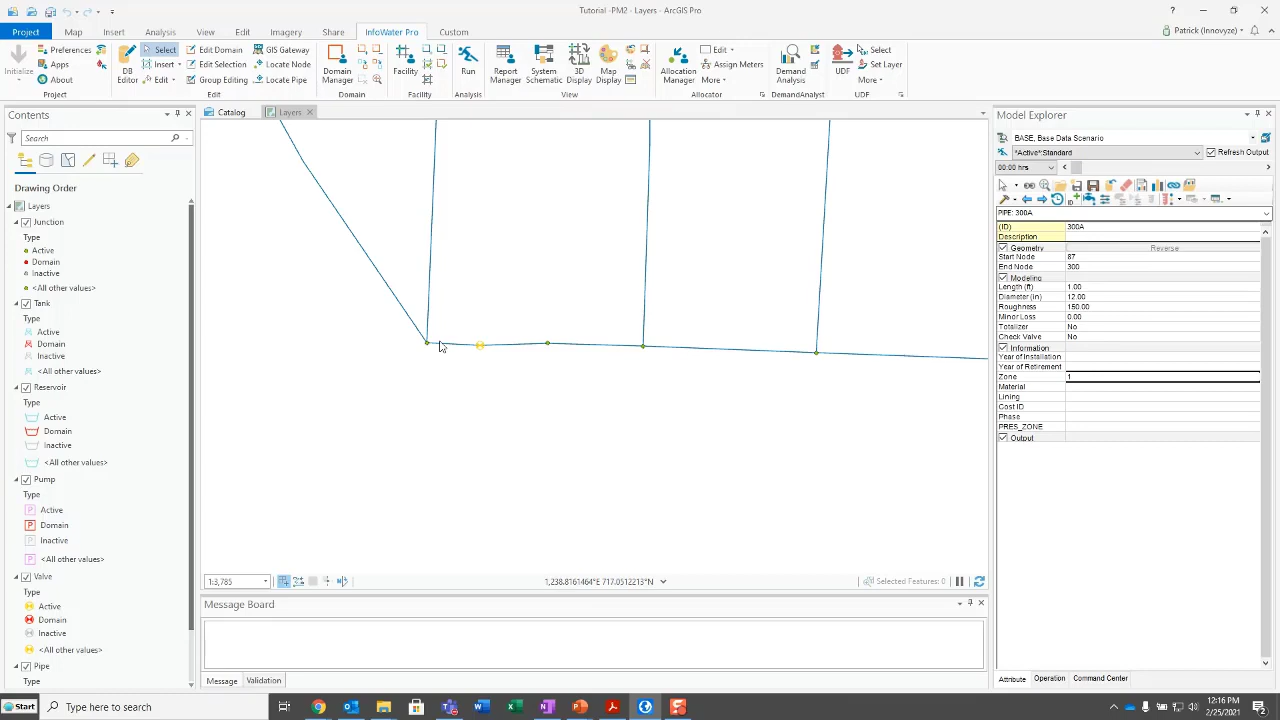 Tutorial -PM2 - Layers - ArcGIS Pro
Project Map Insert Analysis View Edit Imagery Share InfoWater Pro Custom
Patrick (Innovyze)
Initialize
Preferences
Apps
About
Project
DB Editor
Select
Insert
Edit
Edit Domain
Edit Selection
Group Editing
GIS Gateway
Locate Node
Locate Pipe
Edit
Domain Manager
Domain
Facility
Facility
Run
Analysis
Report Manager
System Schematic
3D Display
Map Display
View
Allocation Manager
Edit
Assign Meters
More
Allocator
Demand Analysis
DemandAnalyst
UDF
Select
Set Layer
More
UDF
Contents
Search
Drawing Order
Layers
Junction
Type
Active
Domain
Inactive
<All other values>
Tank
Type
Active
Domain
Inactive
<All other values>
Reservoir
Type
Active
Domain
Inactive
<All other values>
Pump
Type
Active
Domain
Inactive
<All other values>
Valve
Type
Active
Domain
Inactive
<All other values>
Pipe
Type
Catalog
Layers
1:3,785
1,238.8161464°E 717.0512213°N
Selected Features: 0
Message Board
Message
Validation
Model Explorer
BASE, Base Data Scenario
*Active*:Standard
Refresh Output
00:00 hrs
PIPE: 300A
(ID) 300A
Description
Geometry Reverse
Start Node 87
End Node 300
Modeling
Length (ft) 1.00
Diameter (in) 12.00
Roughness 150.00
Minor Loss 0.00
Totalizer No
Check Valve No
Information
Year of Installation
Year of Retirement
Zone 1
Material
Lining
Cost ID
Phase
PRES_ZONE
Output
Attribute
Operation
Command Center
Start
Type here to search
12:16 PM
2/25/2021